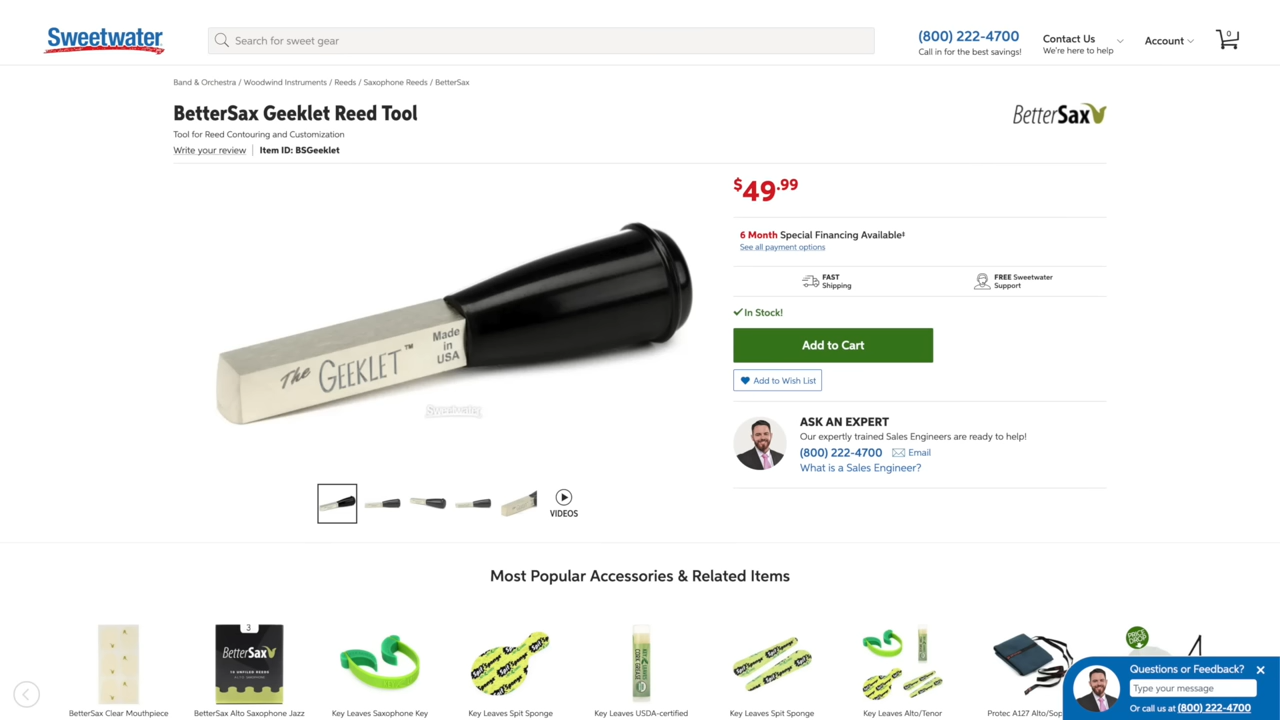 Sweetwater
Search for sweet gear
(800) 222-4700
Call in for the best savings!
Contact Us
We're here to help
Account
0
Band & Orchestra / Woodwind Instruments / Reeds / Saxophone Reeds / BetterSax
BetterSax Geeklet Reed Tool
Tool for Reed Contouring and Customization
Write your review
Item ID: BSGeeklet
BetterSax
$49.99
6 Month Special Financing Available‡
See all payment options
FAST
Shipping
FREE Sweetwater
Support
In Stock!
Add to Cart
Add to Wish List
The GEEKLET™
Made
in
USA
Sweetwater
ASK AN EXPERT
Our expertly trained Sales Engineers are ready to help!
(800) 222-4700
Email
What is a Sales Engineer?
VIDEOS
Most Popular Accessories & Related Items
3
BetterSax
PRICE
DROP
BetterSax Clear Mouthpiece
BetterSax Alto Saxophone Jazz
Key Leaves Saxophone Key
Key Leaves Spit Sponge
Key Leaves USDA-certified
Key Leaves Spit Sponge
Key Leaves Alto/Tenor
Protec A127 Alto/Sop
Questions or Feedback?
Type your message
Or call us at (800) 222-4700